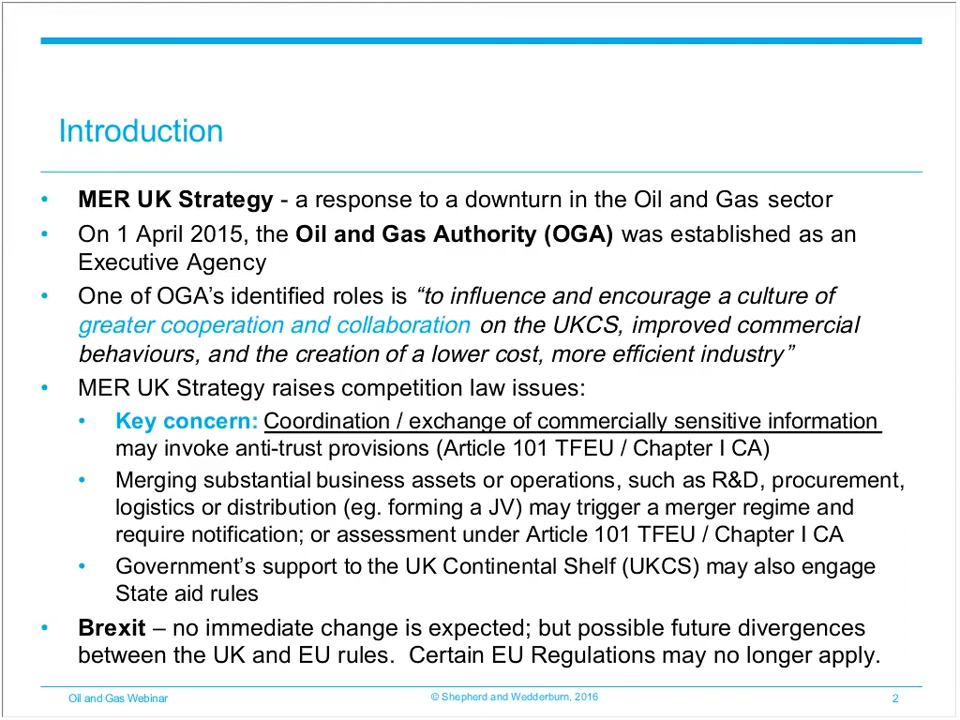 Introduction
• MER UK Strategy - a response to a downturn in the Oil and Gas sector
• On 1 April 2015, the Oil and Gas Authority (OGA) was established as an
Executive Agency
• One of OGA’s identified roles is “to influence and encourage a culture of
greater cooperation and collaboration on the UKCS, improved commercial
behaviours, and the creation of a lower cost, more efficient industry”
• MER UK Strategy raises competition law issues:
• Key concern: Coordination / exchange of commercially sensitive information
may invoke anti-trust provisions (Article 101 TFEU / Chapter I CA)
• Merging substantial business assets or operations, such as R&D, procurement,
logistics or distribution (eg. forming a JV) may trigger a merger regime and
require notification; or assessment under Article 101 TFEU / Chapter I CA
• Government’s support to the UK Continental Shelf (UKCS) may also engage
State aid rules
• Brexit – no immediate change is expected; but possible future divergences
between the UK and EU rules. Certain EU Regulations may no longer apply.
Oil and Gas Webinar © Shepherd and Wedderburn, 2016 2